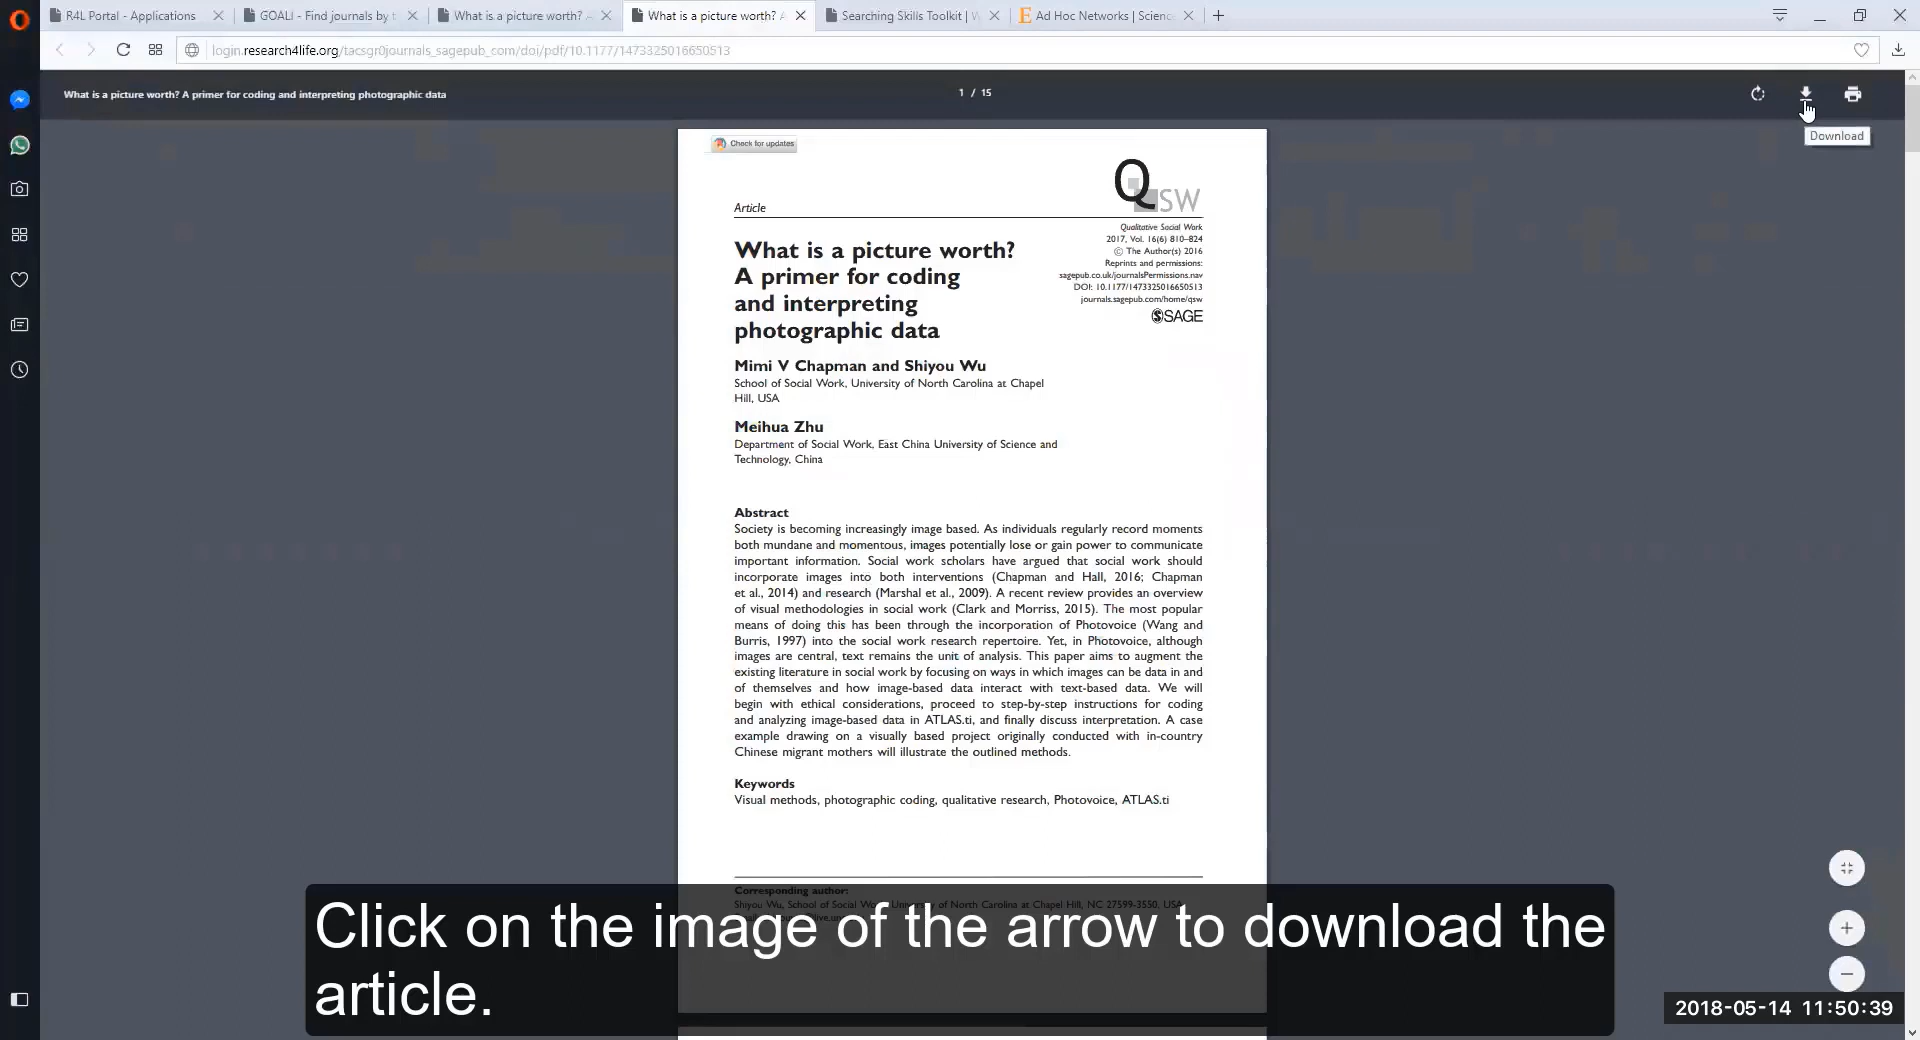 R4L Portal - Applications
GOALI - Find journals by t
What is a picture worth? A
What is a picture worth? A
Searching Skills Toolkit | W
Ad Hoc Networks | Scienc
login.research4life.org/tacsgr0journals_sagepub_com/doi/pdf/10.1177/1473325016650513
What is a picture worth? A primer for coding and interpreting photographic data
1 / 15
Download
Check for updates
QSW
Article
Qualitative Social Work
2017, Vol. 16(6) 810–824
© The Author(s) 2016
Reprints and permissions:
sagepub.co.uk/journalsPermissions.nav
DOI: 10.1177/1473325016650513
journals.sagepub.com/home/qsw
SAGE
What is a picture worth?
A primer for coding
and interpreting
photographic data
Mimi V Chapman and Shiyou Wu
School of Social Work, University of North Carolina at Chapel
Hill, USA
Meihua Zhu
Department of Social Work, East China University of Science and
Technology, China
Abstract
Society is becoming increasingly image based. As individuals regularly record moments
both mundane and momentous, images potentially lose or gain power to communicate
important information. Social work scholars have argued that social work should
incorporate images into both interventions (Chapman and Hall, 2016; Chapman
et al., 2014) and research (Marshal et al., 2009). A recent review provides an overview
of visual methodologies in social work (Clark and Morriss, 2015). The most popular
means of doing this has been through the incorporation of Photovoice (Wang and
Burris, 1997) into the social work research repertoire. Yet, in Photovoice, although
images are central, text remains the unit of analysis. This paper aims to augment the
existing literature in social work by focusing on ways in which images can be data in and
of themselves and how image-based data interact with text-based data. We will
begin with ethical considerations, proceed to step-by-step instructions for coding
and analyzing image-based data in ATLAS.ti, and finally discuss interpretation. A case
example drawing on a visually based project originally conducted with in-country
Chinese migrant mothers will illustrate the outlined methods.
Keywords
Visual methods, photographic coding, qualitative research, Photovoice, ATLAS.ti
Corresponding author:
Shiyou Wu, School of Social Work, University of North Carolina at Chapel Hill, NC 27599-3550, USA.
Click on the image of the arrow to download the
article.
2018-05-14 11:50:39